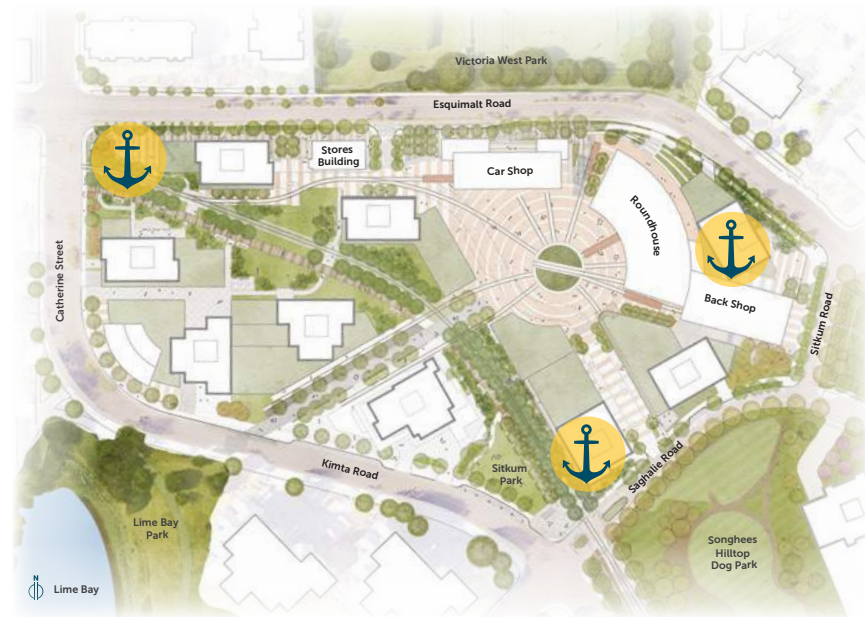 Victoria West Park
Esquimalt Road
Stores
Building
Car Shop
Roundhouse
Back Shop
Catherine Street
Sitkum Road
Kimta Road
Sitkum
Park
Saghalie Road
Lime Bay
Park
Songhees
Hilltop
Dog Park
N
Lime Bay